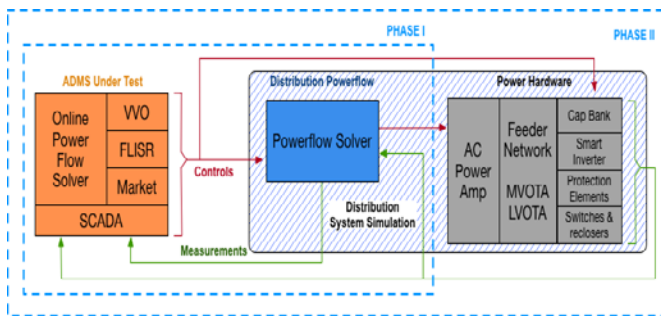 PHASE I
PHASE II
ADMS Under Test
Distribution Powerflow
Power Hardware
Online
Power
Flow
Solver
VVO
FLISR
Market
SCADA
Controls
Measurements
Powerflow Solver
Distribution
System Simulation
AC
Power
Amp
Feeder
Network
MVOTA
LVOTA
Cap Bank
Smart
Inverter
Protection
Elements
Switches &
reclosers